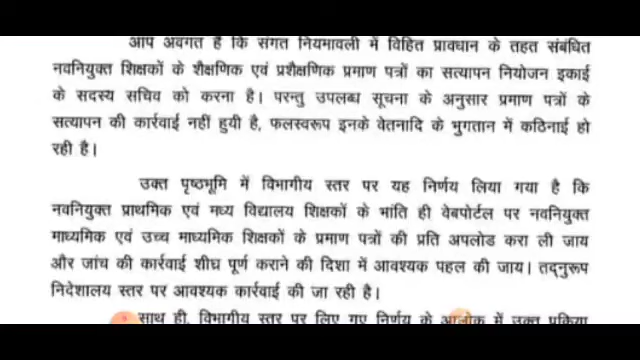 आप अवगत है कि संगत नियमावली में विहित प्रावधान के तहत संबंधित
नवनियुक्त शिक्षकों के शैक्षणिक एवं प्रशैक्षणिक प्रमाण पत्रों का सत्यापन नियोजन इकाई
के सदस्य सचिव को करना है। परन्तु उपलब्ध सूचना के अनुसार प्रमाण पत्रों के
सत्यापन की कार्रवाई नहीं हुयी है, फलस्वरूप इनके वेतनादि के भुगतान में कठिनाई हो
रही है।
उक्त पृष्ठभूमि में विभागीय स्तर पर यह निर्णय लिया गया है कि
नवनियुक्त प्राथमिक एवं मध्य विद्यालय शिक्षकों के भांति ही वेबपोर्टल पर नवनियुक्त
माध्यमिक एवं उच्च माध्यमिक शिक्षकों के प्रमाण पत्रों की प्रति अपलोड करा ली जाय
और जांच की कार्रवाई शीघ्र पूर्ण कराने की दिशा में आवश्यक पहल की जाय। तद्नुरूप
निदेशालय स्तर पर आवश्यक कार्रवाई की जा रही है।
साथ ही, विभागीय स्तर पर लिए गए निर्णय के आलोक में उक्त प्रक्रिया